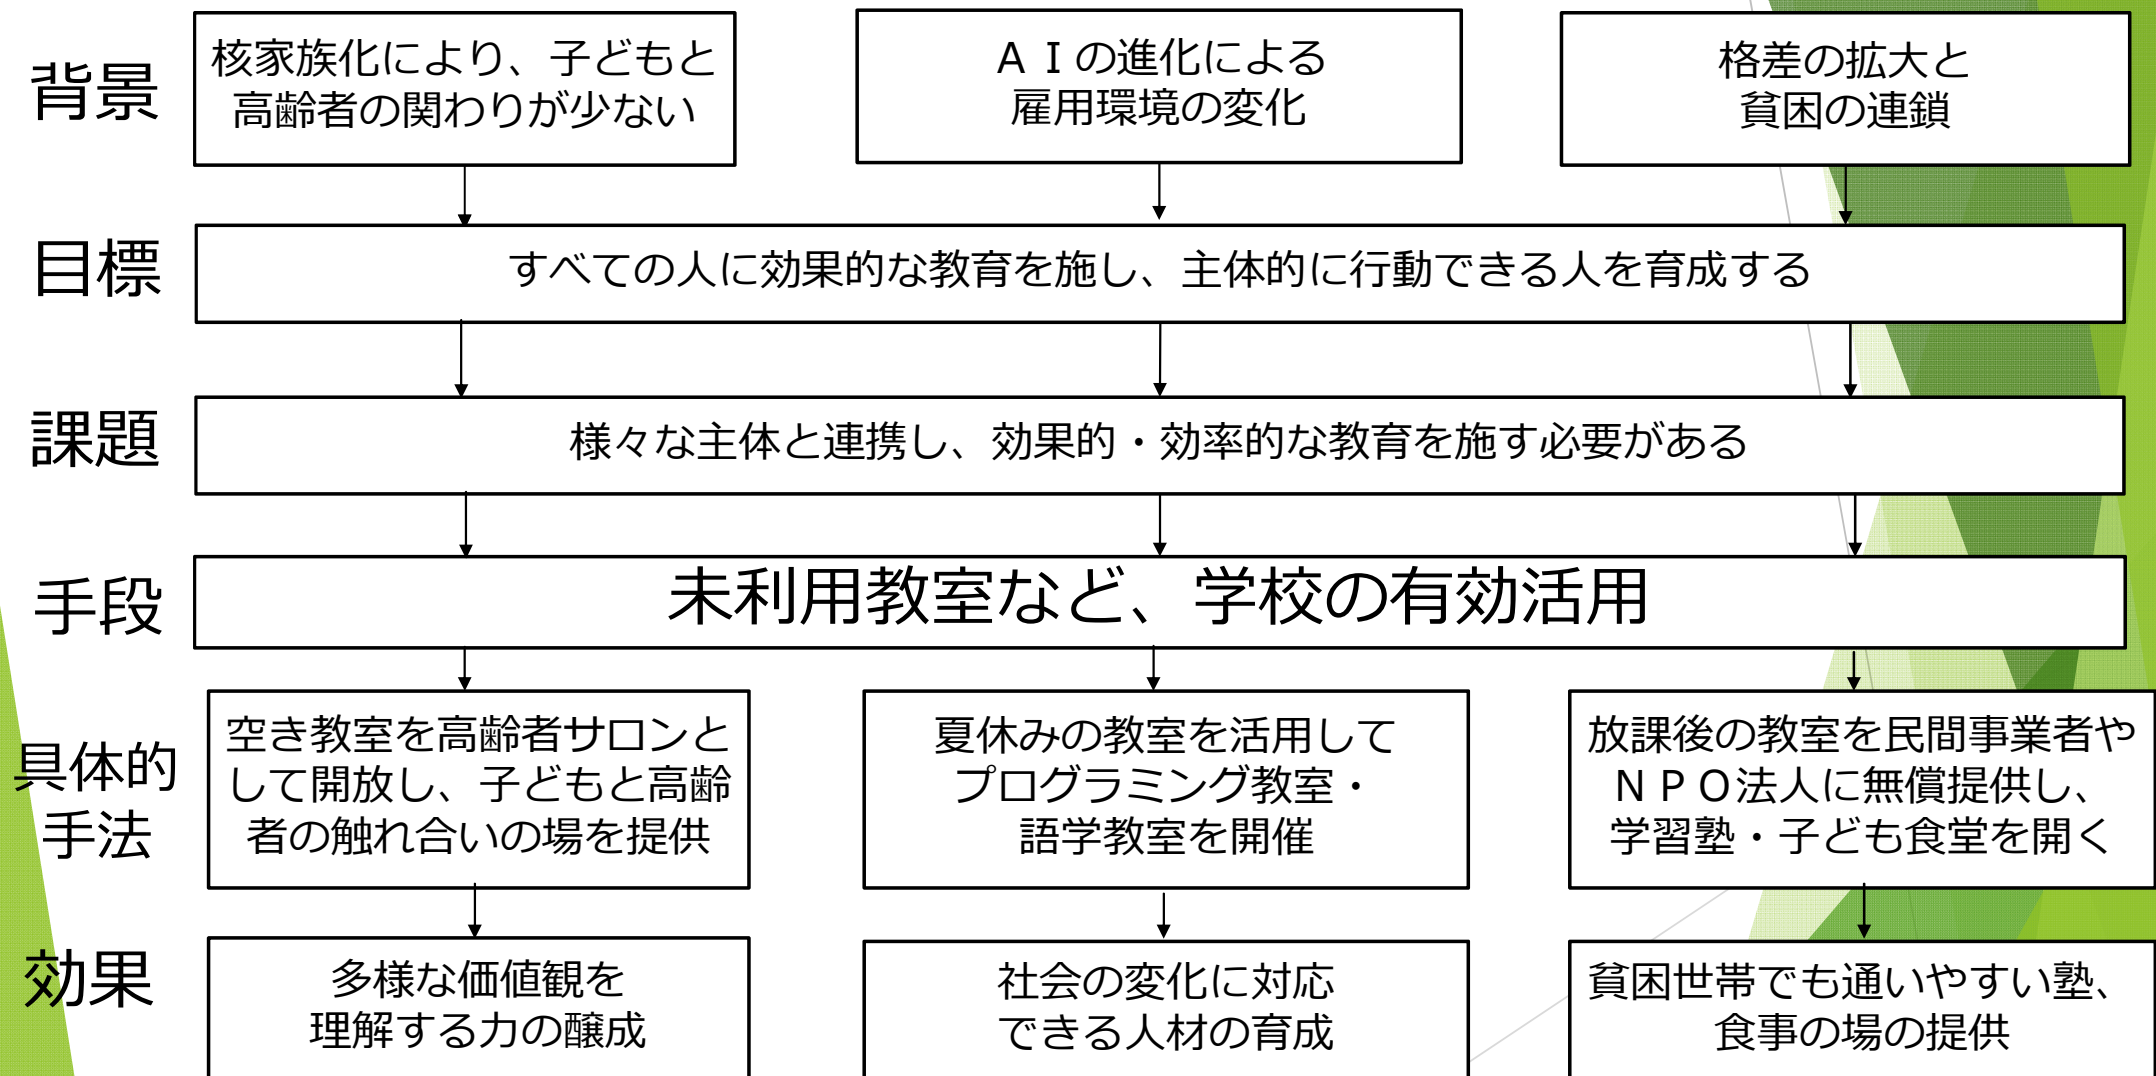 背景
核家族化により、子どもと
高齢者の関わりが少ない
ＡＩの進化による
雇用環境の変化
格差の拡大と
貧困の連鎖
目標
すべての人に効果的な教育を施し、主体的に行動できる人を育成する
課題
様々な主体と連携し、効果的・効率的な教育を施す必要がある
手段
未利用教室など、学校の有効活用
具体的
手法
空き教室を高齢者サロンと
して開放し、子どもと高齢
者の触れ合いの場を提供
夏休みの教室を活用して
プログラミング教室・
語学教室を開催
放課後の教室を民間事業者や
ＮＰＯ法人に無償提供し、
学習塾・子ども食堂を開く
効果
多様な価値観を
理解する力の醸成
社会の変化に対応
できる人材の育成
貧困世帯でも通いやすい塾、
食事の場の提供